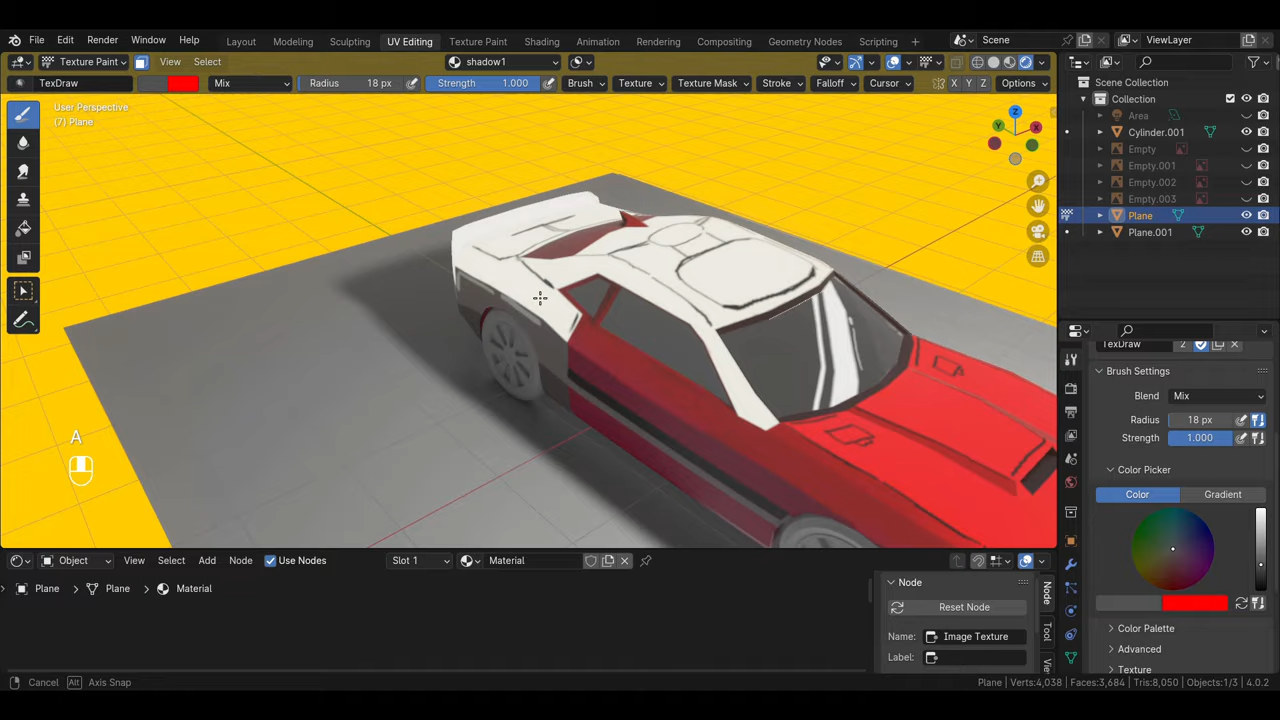 File Edit Render Window Help Layout Modeling Sculpting UV Editing Texture Paint Shading Animation Rendering Compositing Geometry Nodes Scripting + Scene ViewLayer
Texture Paint View Select shadow1
TexDraw Mix Radius 18 px Strength 1.000 Brush Texture Texture Mask Stroke Falloff Cursor X Y Z Options
User Perspective
(7) Plane
Z
Y X
Scene Collection
Collection
Area
Cylinder.001
Empty
Empty.001
Empty.002
Empty.003
Plane
Plane.001
TexDraw 2
Brush Settings
Blend Mix
Radius 18 px
Strength 1.000
Color Picker
Color Gradient
Color Palette
Advanced
Texture
A
Object View Select Add Node Use Nodes Slot 1 Material
Plane > Plane > Material
Node
Reset Node
Name: Image Texture
Label:
Node
Tool
Cancel Alt Axis Snap
Plane | Verts:4,038 | Faces:3,684 | Tris:8,050 | Objects:1/3 | 4.0.2